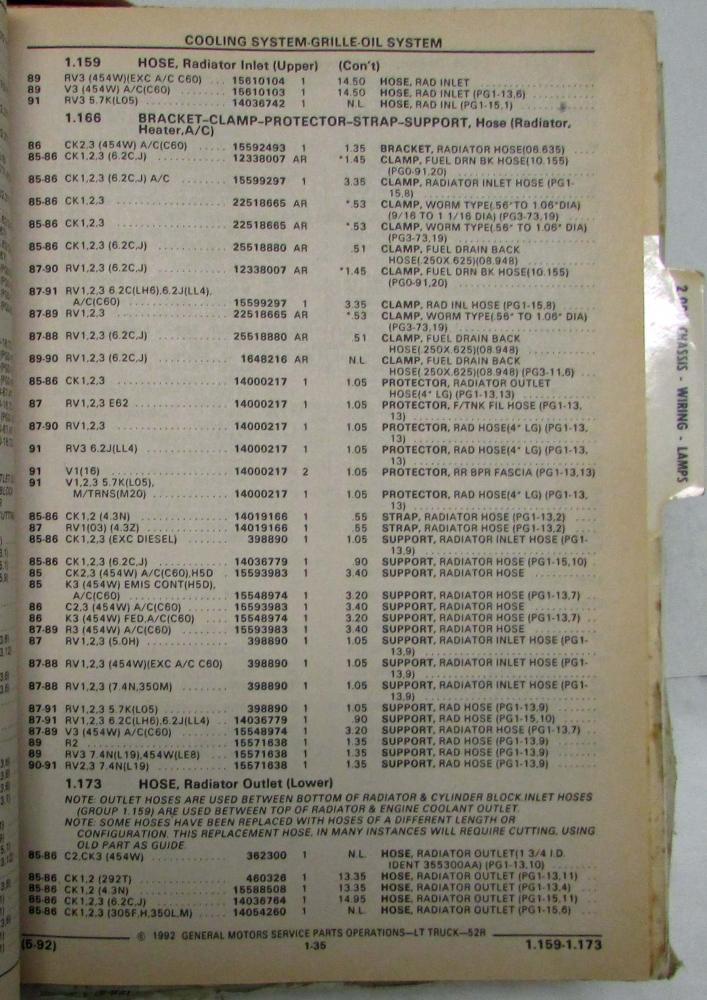 COOLING SYSTEM-GRILLE-OIL SYSTEM
1.159 HOSE, Radiator Inlet (Upper) (Con't)
89 RV3 (454W)(EXC A/C C60) 15610104 1 14.50 HOSE, RAD INLET
89 V3 (454W) A/C(C60) 15610103 1 14.50 HOSE, RAD INLET (PG1-13,6)
91 RV3 5.7K(L05) 14036742 1 N.L. HOSE, RAD INL (PG1-15,1)
1.166 BRACKET-CLAMP-PROTECTOR-STRAP-SUPPORT, Hose (Radiator,
Heater,A/C)
86 CK2,3 (454W) A/C(C60) 15592493 1 1.35 BRACKET, RADIATOR HOSE(06.635)
85-86 CK1,2,3 (6.2C,J) 12338007 AR *1.45 CLAMP, FUEL DRN BK HOSE(10.155)
(PG0-91,20)
85-86 CK1,2,3 (6.2C,J) A/C 15599297 1 3.35 CLAMP, RADIATOR INLET HOSE (PG1-
15,8)
85-86 CK1,2,3 22518665 AR *.53 CLAMP, WORM TYPE(.56"TO 1.06"DIA)
(9/16 TO 1 1/16 DIA) (PG3-73,19)
85-86 CK1,2,3 22518665 AR *.53 CLAMP, WORM TYPE(.56" TO 1.06" DIA)
(PG3-73,19)
85-86 CK1,2,3 (6.2C,J) 25518880 AR .51 CLAMP, FUEL DRAIN BACK
HOSE(.250X.625)(08.948)
87-90 RV1,2,3 (6.2C,J) 12338007 AR *1.45 CLAMP, FUEL DRN BK HOSE(10.155)
(PG0-91,20)
87-91 RV1,2,3 6.2C(LH6),6.2J(LL4),
A/C(C60) 15599297 1 3.35 CLAMP, RAD INL HOSE (PG1-15,8)
87-89 RV1,2,3 22518665 AR *.53 CLAMP, WORM TYPE(.56" TO 1.06" DIA)
(PG3-73,19)
87-88 RV1,2,3 (6.2C,J) 25518880 AR .51 CLAMP, FUEL DRAIN BACK
HOSE(.250X.625)(08.948)
89-90 RV1,2,3 (6.2C,J) 1648216 AR N.L. CLAMP, FUEL DRAIN BACK
HOSE(.250X.625)(08.948) (PG3-11,6)
85-86 CK1,2,3 14000217 1 1.05 PROTECTOR, RADIATOR OUTLET
HOSE(4" LG) (PG1-13,13)
87 RV1,2,3 E62 14000217 1 1.05 PROTECTOR, F/TNK FIL HOSE (PG1-13,
13)
87-90 RV1,2,3 14000217 1 1.05 PROTECTOR, RAD HOSE(4" LG) (PG1-13,
13)
91 RV3 6.2J(LL4) 14000217 1 1.05 PROTECTOR, RAD HOSE(4" LG) (PG1-13,
13)
91 V1(16) 14000217 2 1.05 PROTECTOR, RR BPR FASCIA (PG1-13,13)
91 V1,2,3 5.7K(L05),
M/TRNS(M20) 14000217 1 1.05 PROTECTOR, RAD HOSE(4" LG) (PG1-13,
13)
85-86 CK1,2 (4.3N) 14019166 1 .55 STRAP, RADIATOR HOSE (PG1-13,2)
87 RV1(03) (4.3Z) 14019166 1 .55 STRAP, RADIATOR HOSE (PG1-13,2)
85-86 CK1,2,3 (EXC DIESEL) 398890 1 1.05 SUPPORT, RADIATOR INLET HOSE (PG1-
13,9)
85-86 CK1,2,3 (6.2C,J) 14036779 1 .90 SUPPORT, RADIATOR HOSE (PG1-15,10)
85 CK2,3 (454W) A/C(C60),H5D 15593983 1 3.40 SUPPORT, RADIATOR HOSE
85 K3 (454W) EMIS CONT(H5D),
A/C(C60) 15548974 1 3.20 SUPPORT, RADIATOR HOSE (PG1-13,7)
86 C2,3 (454W) A/C(C60) 15593983 1 3.40 SUPPORT, RADIATOR HOSE
86 K3 (454W) FED,A/C(C60) 15548974 1 3.20 SUPPORT, RADIATOR HOSE (PG1-13,7)
87-89 R3 (454W) A/C(C60) 15593983 1 3.40 SUPPORT, RADIATOR HOSE
87 RV1,2,3 (5.0H) 398890 1 1.05 SUPPORT, RADIATOR INLET HOSE (PG1-
13,9)
87-88 RV1,2,3 (454W)(EXC A/C C60) 398890 1 1.05 SUPPORT, RADIATOR INLET HOSE (PG1-
13,9)
87-88 RV1,2,3 (7.4N,350M) 398890 1 1.05 SUPPORT, RADIATOR INLET HOSE (PG1-
13,9)
87-91 RV1,2,3 5.7K(L05) 398890 1 1.05 SUPPORT, RAD HOSE (PG1-13,9)
87-91 RV1,2,3 6.2C(LH6),6.2J(LL4) 14036779 1 .90 SUPPORT, RAD HOSE (PG1-15,10)
87-89 V3 (454W) A/C(C60) 15548974 1 3.20 SUPPORT, RADIATOR HOSE (PG1-13,7)
89 R2 15571638 1 1.35 SUPPORT, RAD HOSE (PG1-13,9)
89 RV3 7.4N(L19),454W(LE8) 15571638 1 1.35 SUPPORT, RAD HOSE (PG1-13,9)
90-91 RV2,3 7.4N(L19) 15571638 1 1.35 SUPPORT, RAD HOSE (PG1-13,9)
1.173 HOSE, Radiator Outlet (Lower)
NOTE: OUTLET HOSES ARE USED BETWEEN BOTTOM OF RADIATOR & CYLINDER BLOCK.INLET HOSES
(GROUP 1.159) ARE USED BETWEEN TOP OF RADIATOR & ENGINE COOLANT OUTLET.
NOTE: SOME HOSES HAVE BEEN REPLACED WITH HOSES OF A DIFFERENT LENGTH OR
CONFIGURATION. THIS REPLACEMENT HOSE, IN MANY INSTANCES WILL REQUIRE CUTTING, USING
OLD PART AS GUIDE.
85-86 C2,CK3 (454W) 362300 1 N.L. HOSE, RADIATOR OUTLET(1 3/4 I.D.
IDENT 355300AA) (PG1-13,10)
85-86 CK1,2 (292T) 460326 1 13.35 HOSE, RADIATOR OUTLET (PG1-13,11)
85-86 CK1,2 (4.3N) 15588508 1 13.35 HOSE, RADIATOR OUTLET (PG1-13,4)
85-86 CK1,2,3 (6.2C,J) 14036764 1 14.95 HOSE, RADIATOR OUTLET (PG1-15,11)
85-86 CK1,2,3 (305F,H,350L,M) 14054260 1 N.L. HOSE, RADIATOR OUTLET (PG1-15,6)
(5-92) © 1992 GENERAL MOTORS SERVICE PARTS OPERATIONS—LT TRUCK—52R
1-35 1.159-1.173
CHASSIS - WIRING - LAMPS